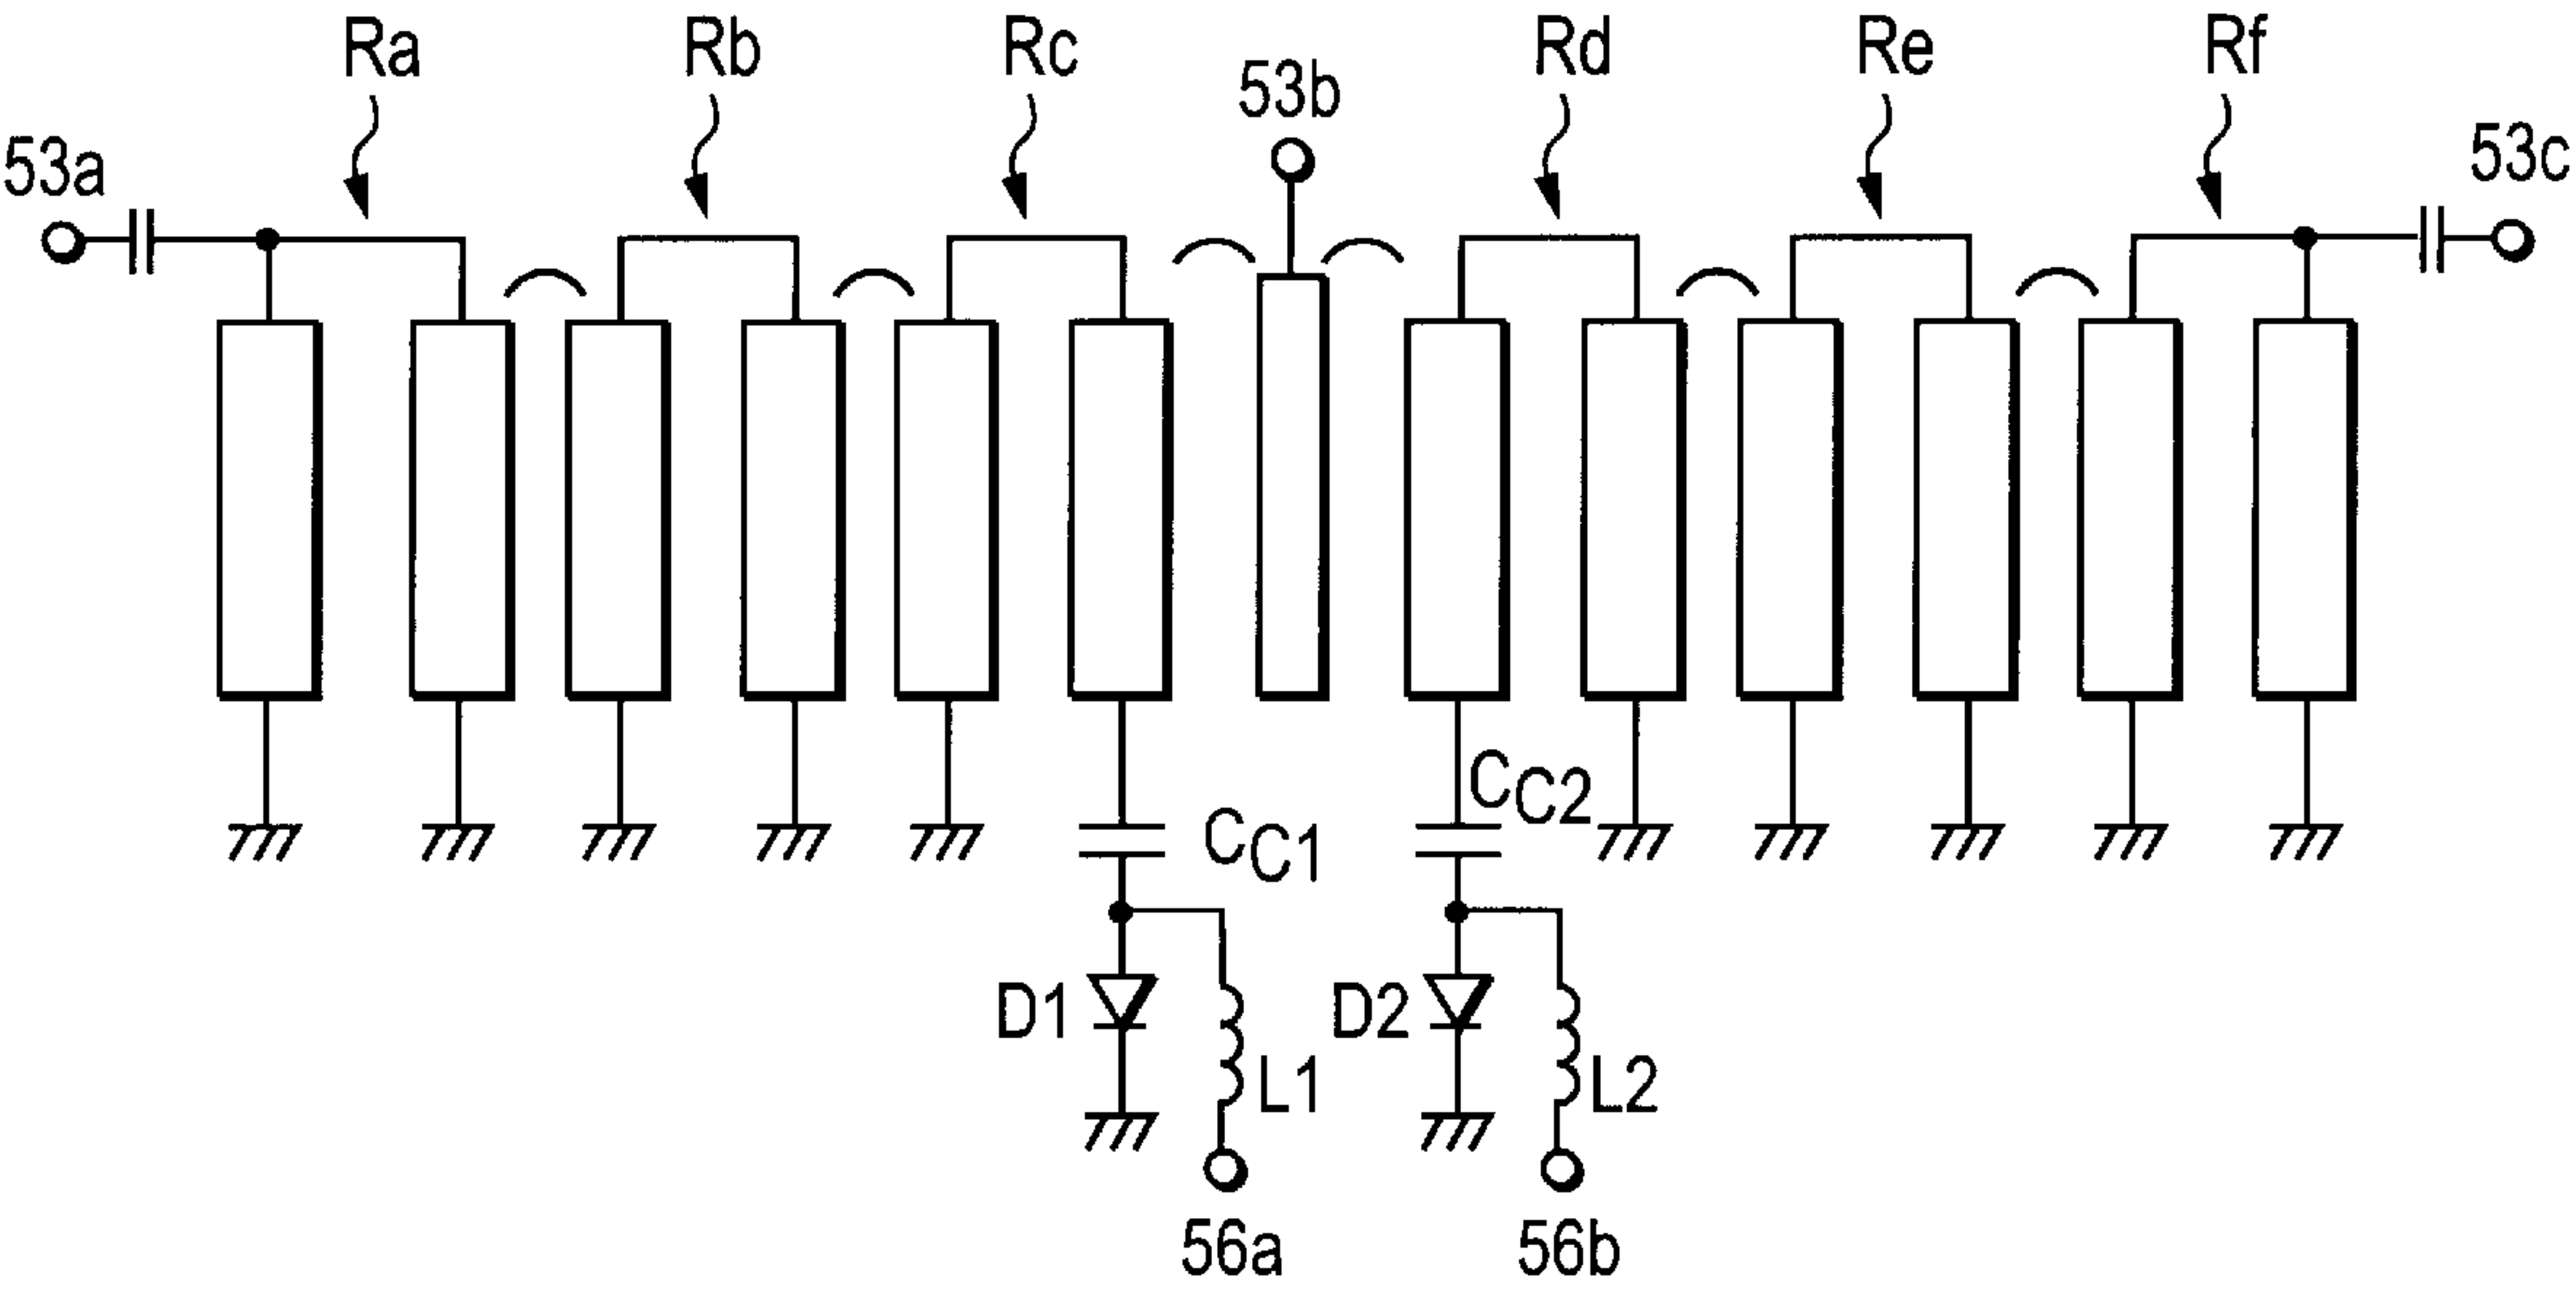 Ra Rb Rc Rd Re Rf
53b
53a 53c
CC2
CC1
D1 D2
L1 L2
56a 56b